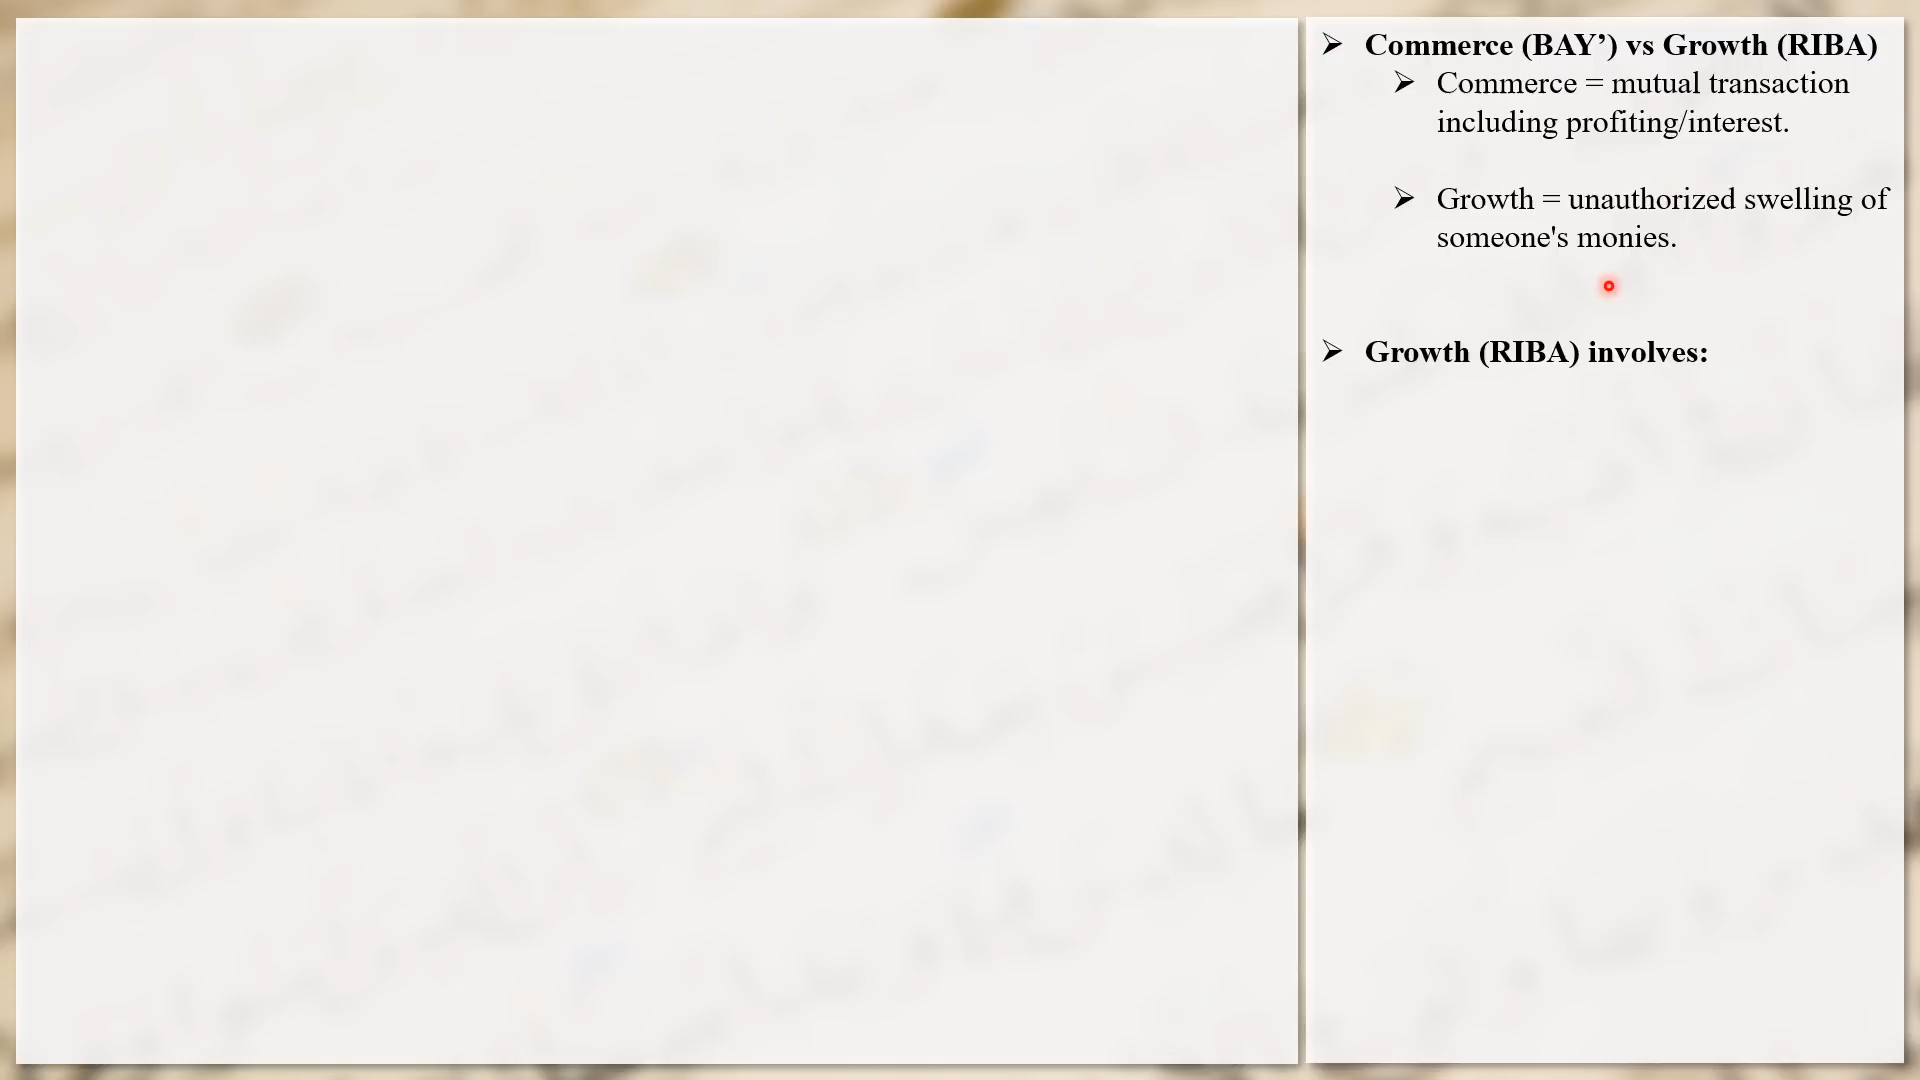 ➢ Commerce (BAY’) vs Growth (RIBA)
➢ Commerce = mutual transaction
including profiting/interest.
➢ Growth = unauthorized swelling of
someone's monies.
➢ Growth (RIBA) involves: